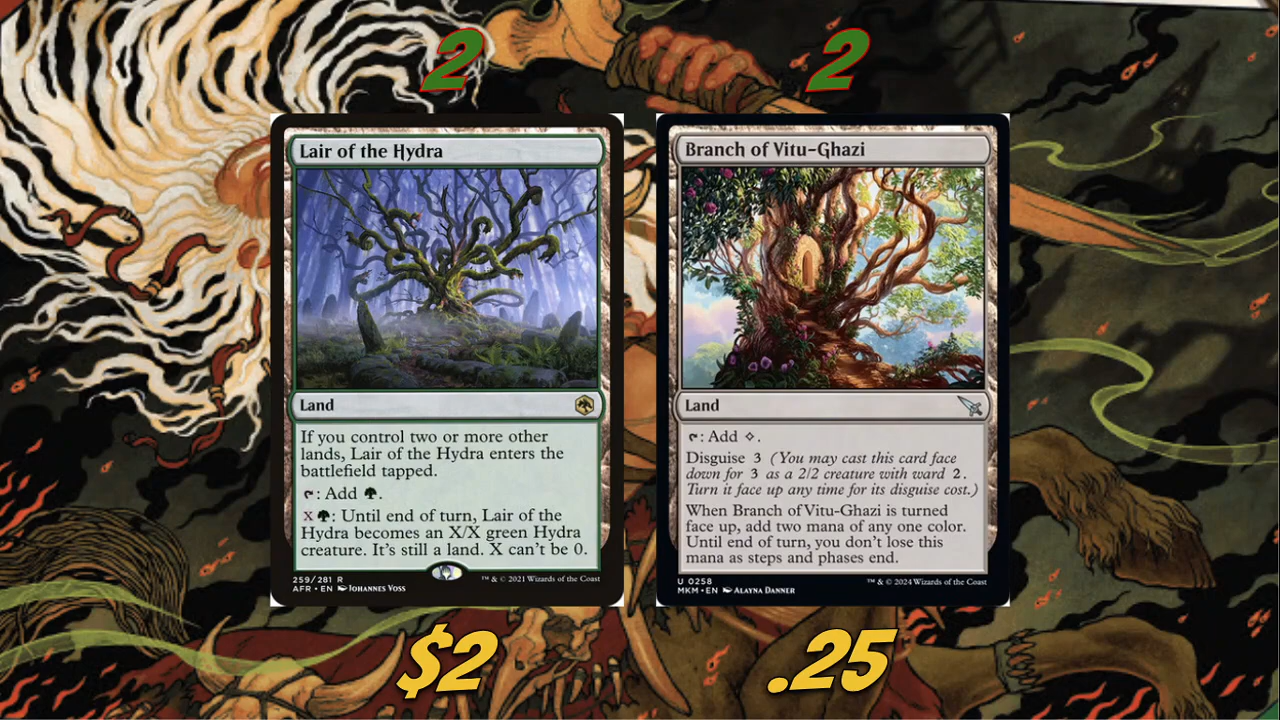 2
2
Lair of the Hydra
Land
If you control two or more other
lands, Lair of the Hydra enters the
battlefield tapped.
: Add .
X : Until end of turn, Lair of the
Hydra becomes an X/X green Hydra
creature. It's still a land. X can't be 0.
259/281 R
AFR • EN Johannes Voss
™ & © 2021 Wizards of the Coast
Branch of Vitu-Ghazi
Land
: Add .
Disguise 3 (You may cast this card face
down for 3 as a 2/2 creature with ward 2.
Turn it face up any time for its disguise cost.)
When Branch of Vitu-Ghazi is turned
face up, add two mana of any one color.
Until end of turn, you don't lose this
mana as steps and phases end.
U 0258
MKM • EN Alayna Danner
™ & © 2024 Wizards of the Coast
$2
.25